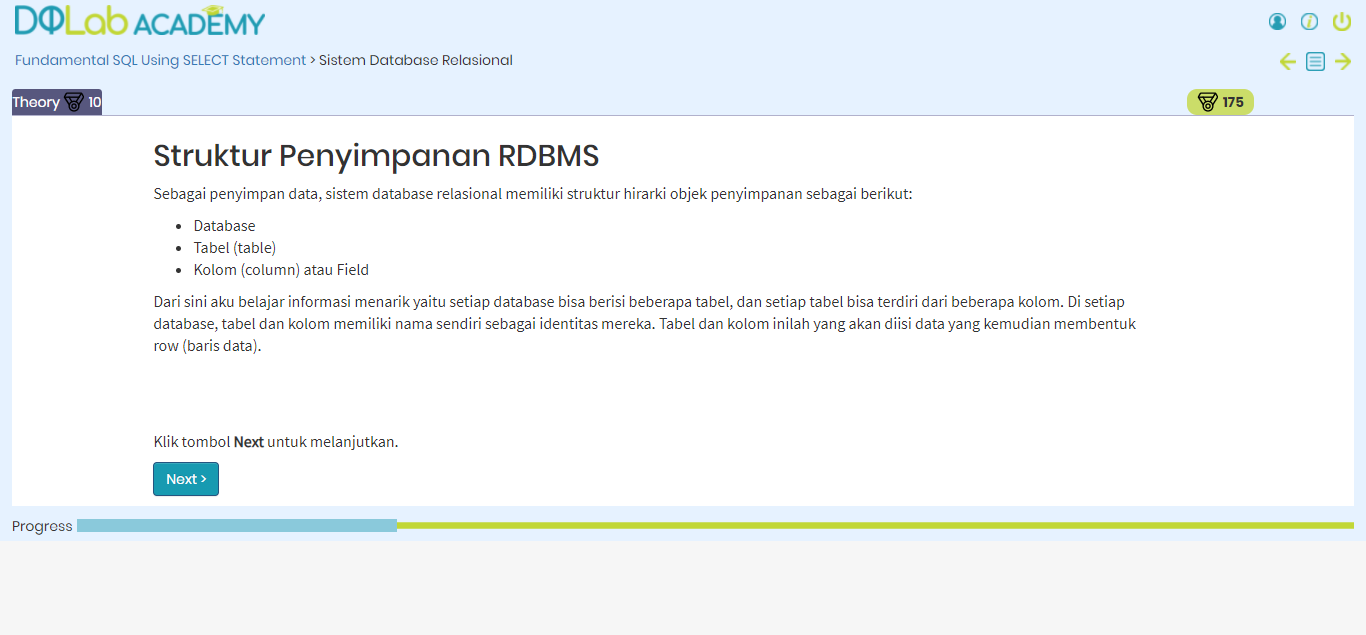 DQLab ACADEMY
Fundamental SQL Using SELECT Statement > Sistem Database Relasional
Theory 10
175
Struktur Penyimpanan RDBMS
Sebagai penyimpan data, sistem database relasional memiliki struktur hirarki objek penyimpanan sebagai berikut:
• Database
• Tabel (table)
• Kolom (column) atau Field
Dari sini aku belajar informasi menarik yaitu setiap database bisa berisi beberapa tabel, dan setiap tabel bisa terdiri dari beberapa kolom. Di setiap
database, tabel dan kolom memiliki nama sendiri sebagai identitas mereka. Tabel dan kolom inilah yang akan diisi data yang kemudian membentuk
row (baris data).
Klik tombol Next untuk melanjutkan.
Next >
Progress